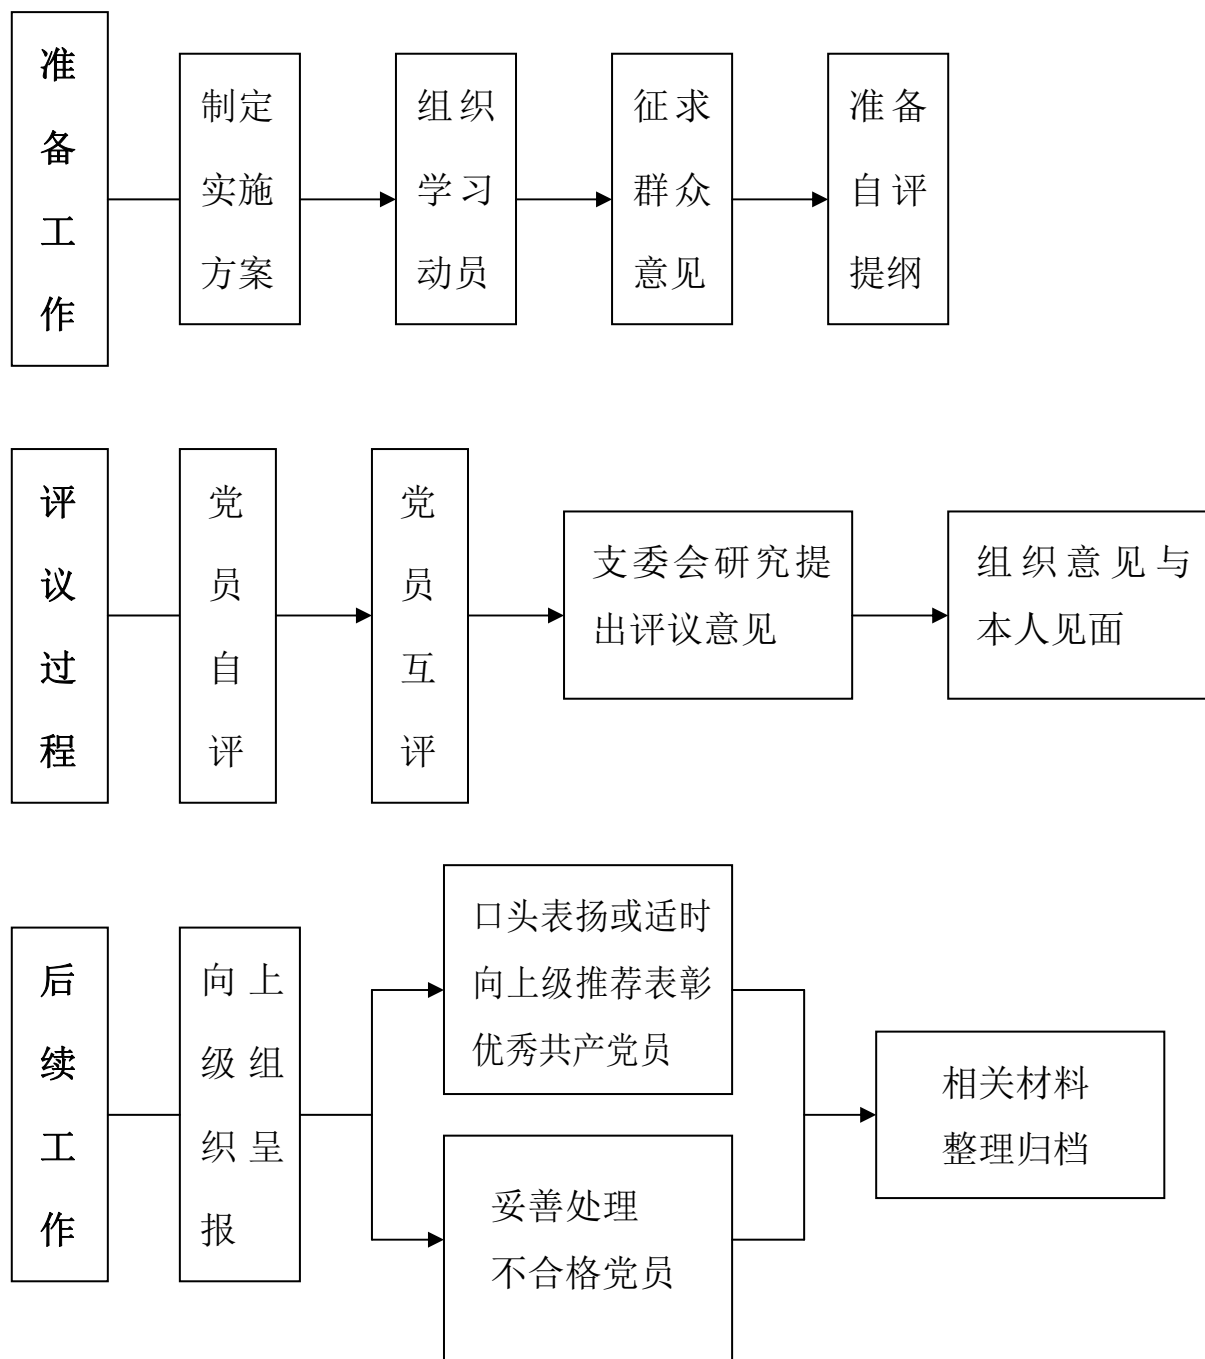 准备工作
制定
实施
方案
组织
学习
动员
征求
群众
意见
准备
自评
提纲
评议过程
党员自评
党员互评
支委会研究提
出评议意见
组织意见与
本人见面
后续工作
向上
级组
织呈
报
口头表扬或适时
向上级推荐表彰
优秀共产党员
妥善处理
不合格党员
相关材料
整理归档